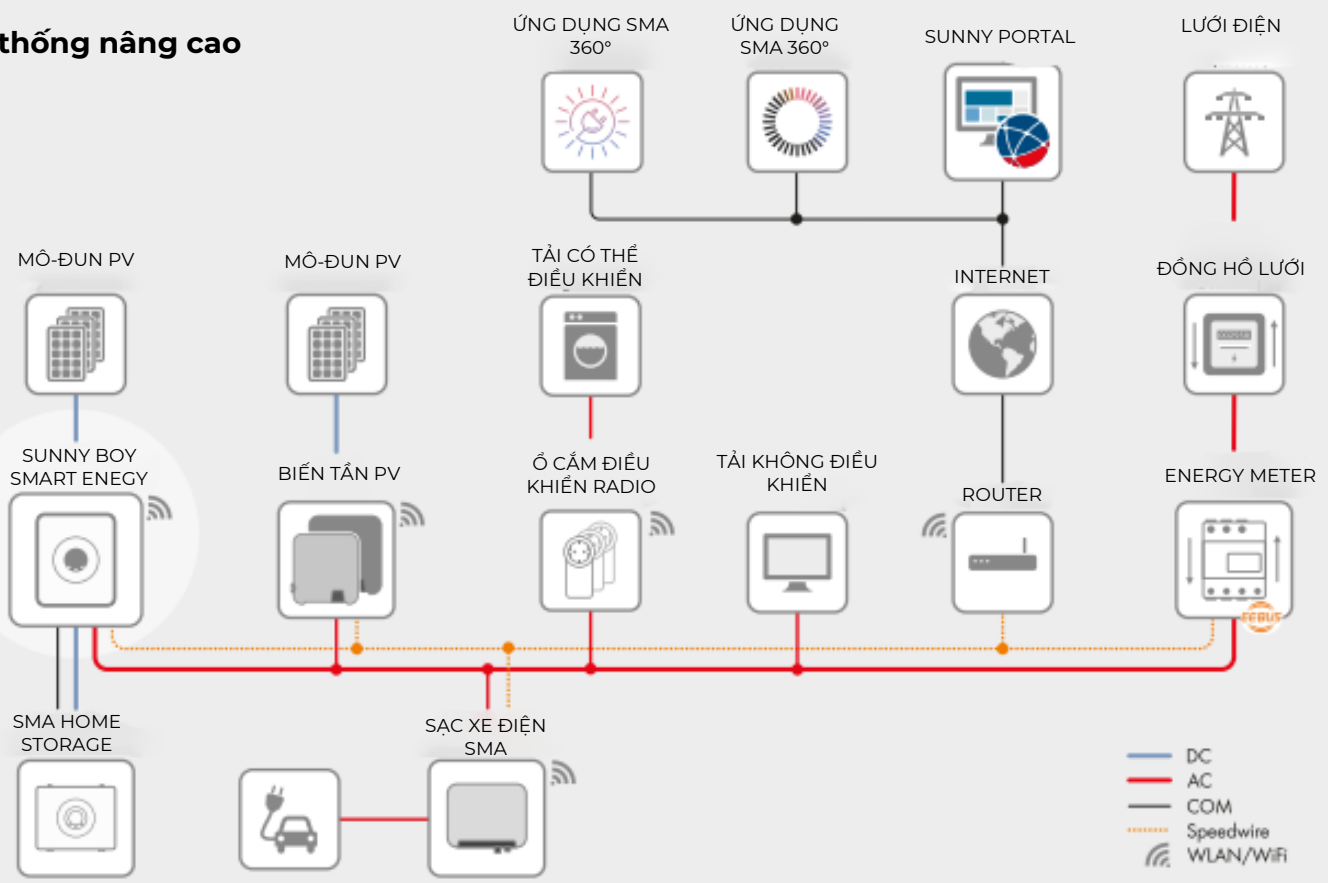 thống nâng cao
ỨNG DỤNG SMA
360°
ỨNG DỤNG
SMA 360°
SUNNY PORTAL
LƯỚI ĐIỆN
MÔ-ĐUN PV
MÔ-ĐUN PV
TẢI CÓ THỂ
ĐIỀU KHIỂN
INTERNET
ĐỒNG HỒ LƯỚI
SUNNY BOY
SMART ENEGY
BIẾN TẦN PV
Ổ CẮM ĐIỀU
KHIỂN RADIO
TẢI KHÔNG ĐIỀU
KHIỂN
ROUTER
ENERGY METER
EEBUS
SMA HOME
STORAGE
SẠC XE ĐIỆN
SMA
DC
AC
COM
Speedwire
WLAN/WiFi